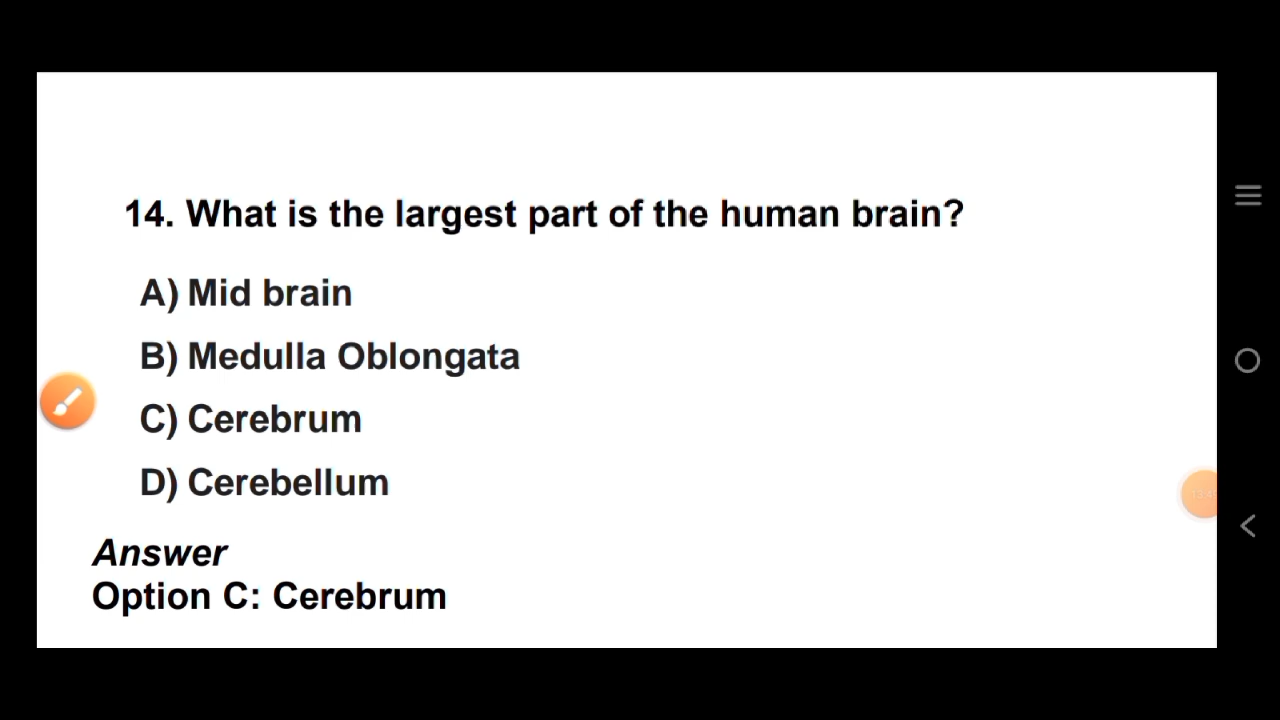 14. What is the largest part of the human brain?
A) Mid brain
B) Medulla Oblongata
C) Cerebrum
D) Cerebellum
Answer
Option C: Cerebrum